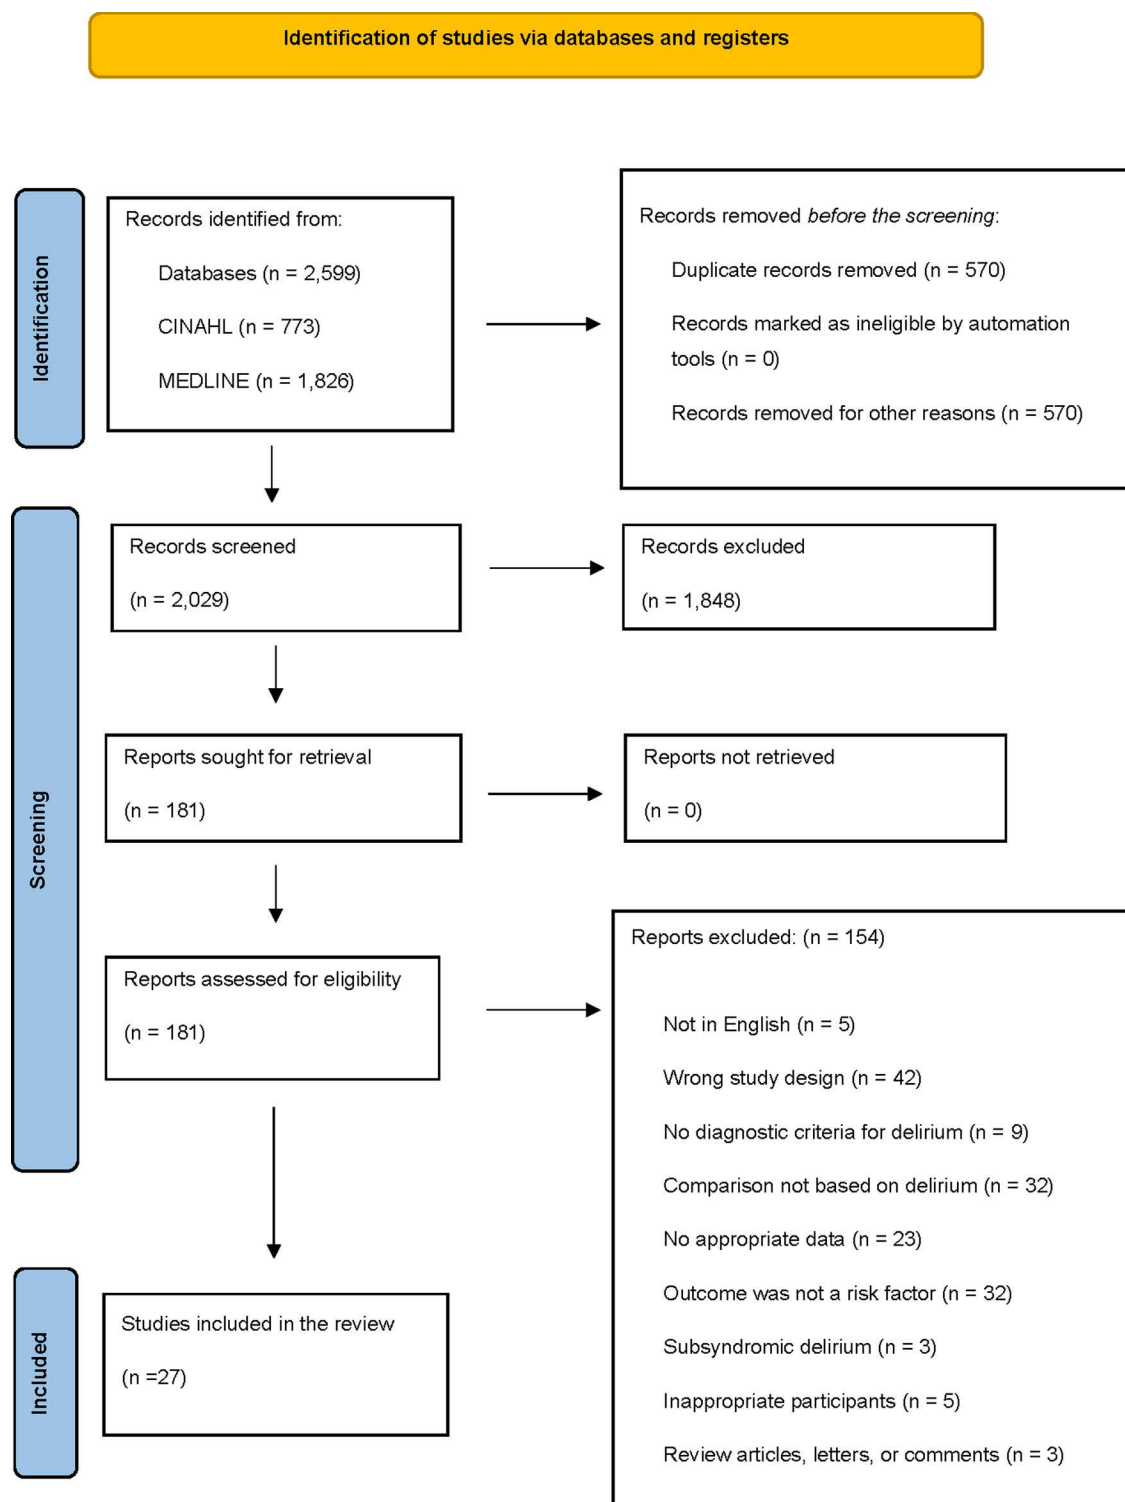 Identification of studies via databases and registers
Identification
Records identified from:
Databases (n = 2,599)
CINAHL (n = 773)
MEDLINE (n = 1,826)
Records removed before the screening:
Duplicate records removed (n = 570)
Records marked as ineligible by automation
tools (n = 0)
Records removed for other reasons (n = 570)
Screening
Records screened
(n = 2,029)
Records excluded
(n = 1,848)
Reports sought for retrieval
(n = 181)
Reports not retrieved
(n = 0)
Reports assessed for eligibility
(n = 181)
Reports excluded: (n = 154)
Not in English (n = 5)
Wrong study design (n = 42)
No diagnostic criteria for delirium (n = 9)
Comparison not based on delirium (n = 32)
No appropriate data (n = 23)
Outcome was not a risk factor (n = 32)
Subsyndromic delirium (n = 3)
Inappropriate participants (n = 5)
Review articles, letters, or comments (n = 3)
Included
Studies included in the review
(n =27)